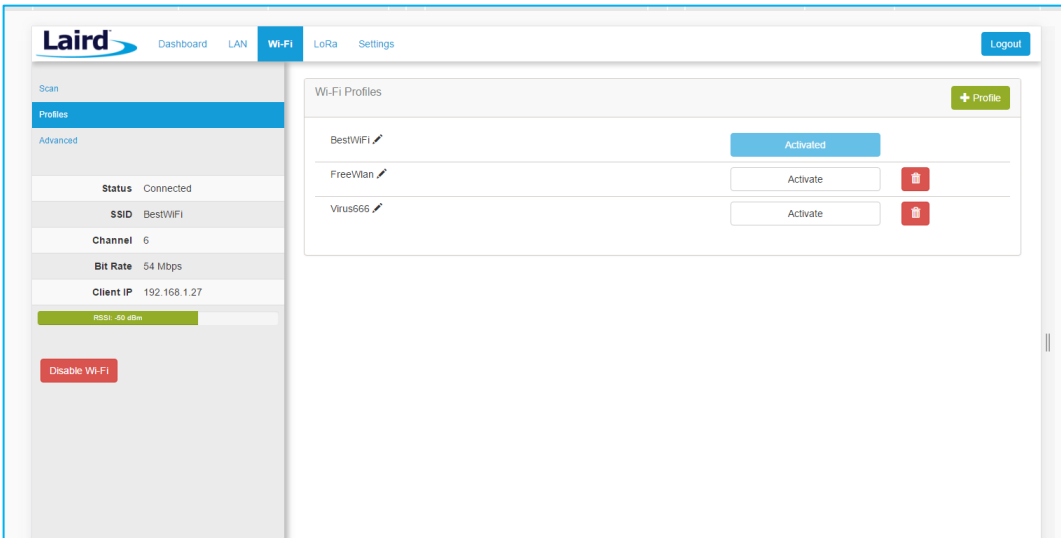 Laird
Dashboard LAN Wi-Fi LoRa Settings Logout
Scan
Profiles
Advanced
Status Connected
SSID BestWiFi
Channel 6
Bit Rate 54 Mbps
Client IP 192.168.1.27
RSSI: -50 dBm
Disable Wi-Fi
Wi-Fi Profiles
+ Profile
BestWiFi Activated
FreeWlan Activate
Virus666 Activate